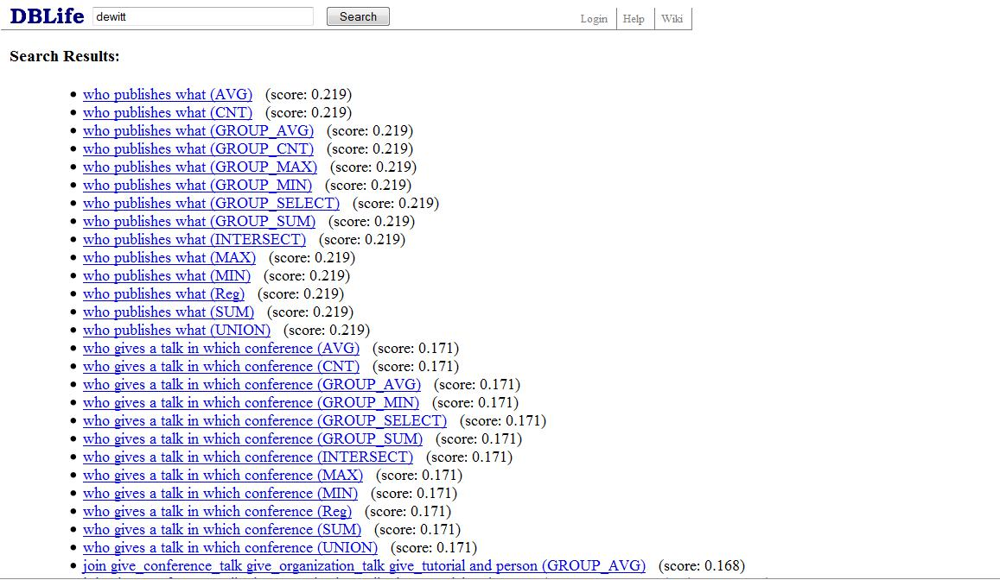 DBLife dewitt Search Login Help Wiki
Search Results:
• who publishes what (AVG) (score: 0.219)
• who publishes what (CNT) (score: 0.219)
• who publishes what (GROUP_AVG) (score: 0.219)
• who publishes what (GROUP_CNT) (score: 0.219)
• who publishes what (GROUP_MAX) (score: 0.219)
• who publishes what (GROUP_MIN) (score: 0.219)
• who publishes what (GROUP_SELECT) (score: 0.219)
• who publishes what (GROUP_SUM) (score: 0.219)
• who publishes what (INTERSECT) (score: 0.219)
• who publishes what (MAX) (score: 0.219)
• who publishes what (MIN) (score: 0.219)
• who publishes what (Reg) (score: 0.219)
• who publishes what (SUM) (score: 0.219)
• who publishes what (UNION) (score: 0.219)
• who gives a talk in which conference (AVG) (score: 0.171)
• who gives a talk in which conference (CNT) (score: 0.171)
• who gives a talk in which conference (GROUP_AVG) (score: 0.171)
• who gives a talk in which conference (GROUP_MIN) (score: 0.171)
• who gives a talk in which conference (GROUP_SELECT) (score: 0.171)
• who gives a talk in which conference (GROUP_SUM) (score: 0.171)
• who gives a talk in which conference (INTERSECT) (score: 0.171)
• who gives a talk in which conference (MAX) (score: 0.171)
• who gives a talk in which conference (MIN) (score: 0.171)
• who gives a talk in which conference (Reg) (score: 0.171)
• who gives a talk in which conference (SUM) (score: 0.171)
• who gives a talk in which conference (UNION) (score: 0.171)
• join give_conference_talk give_organization_talk give_tutorial and person (GROUP_AVG) (score: 0.168)